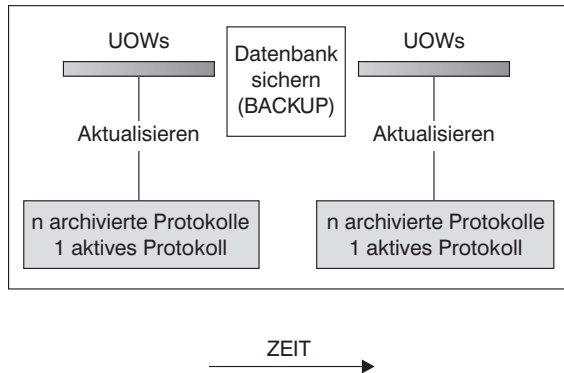 UOWs
Datenbank
sichern
(BACKUP)
UOWs
Aktualisieren
Aktualisieren
n archivierte Protokolle
1 aktives Protokoll
n archivierte Protokolle
1 aktives Protokoll
ZEIT